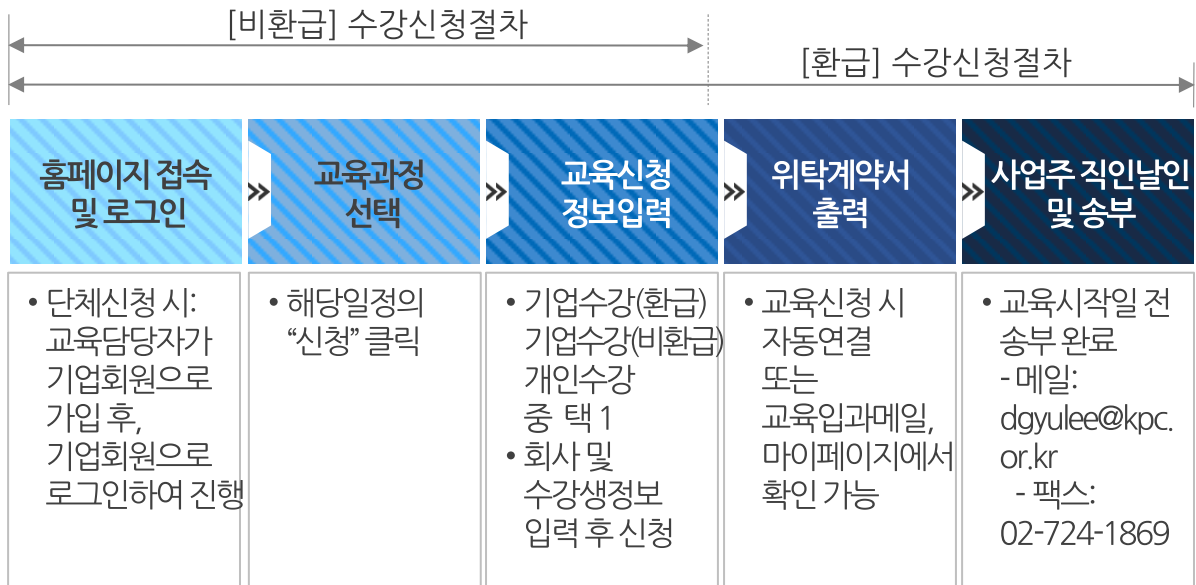 [비환급] 수강신청절차
[환급] 수강신청절차
홈페이지 접속
및 로그인
»
교육과정
선택
»
교육신청
정보입력
»
위탁계약서
출력
»
사업주 직인날인
및 송부
• 단체신청 시:
교육담당자가
기업회원으로
가입 후,
기업회원으로
로그인하여 진행
• 해당일정의
“신청” 클릭
• 기업수강(환급)
기업수강(비환급)
개인수강
중 택 1
• 회사 및
수강생정보
입력 후 신청
• 교육신청 시
자동연결
또는
교육입과메일,
마이페이지에서
확인 가능
• 교육시작일 전
송부 완료
- 메일:
dgyulee@kpc.
or.kr
- 팩스:
02-724-1869